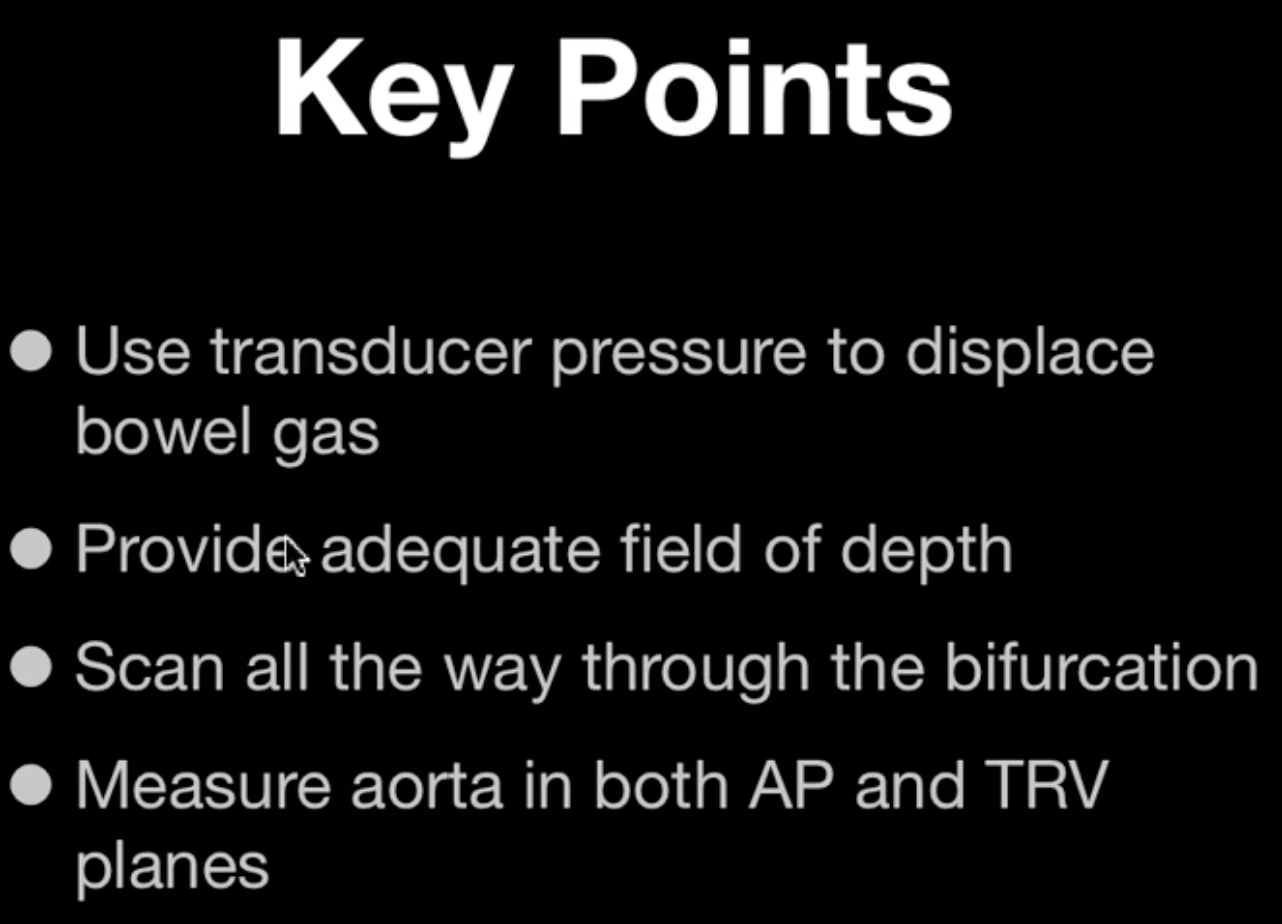 Key Points
● Use transducer pressure to displace
bowel gas
● Provide adequate field of depth
● Scan all the way through the bifurcation
● Measure aorta in both AP and TRV
planes